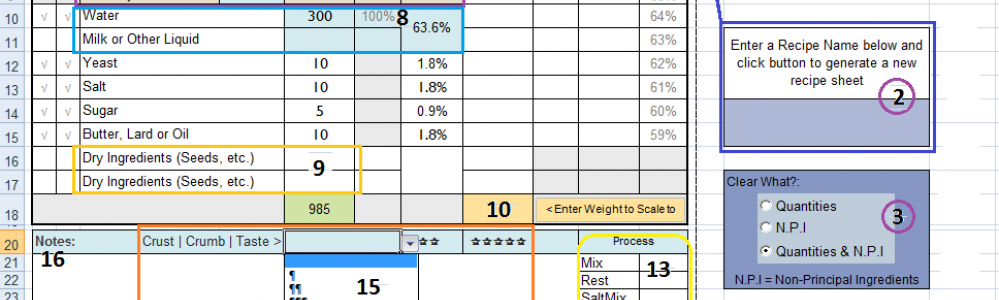 63%
10 Water 300 100% 8 63.6% 64%
11 Milk or Other Liquid 63%
12 √ √ Yeast 10 1.8% 62%
13 √ √ Salt 10 1.8% 61%
14 √ √ Sugar 5 0.9% 60%
15 √ √ Butter, Lard or Oil 10 1.8% 59%
16 Dry Ingredients (Seeds, etc.) 9
17 Dry Ingredients (Seeds, etc.)
18 985 10 < Enter Weight to Scale to
20 Notes: Crust | Crumb | Taste > ☆☆ ☆☆☆☆☆ Process
21 16 ¶ 15 Mix 13
22 ¶¶ Rest
23 ¶¶¶ SaltMix
Enter a Recipe Name below and
click button to generate a new
recipe sheet
2
Clear What?:
Quantities
3
N.P.I
Quantities & N.P.I
N.P.I = Non-Principal Ingredients